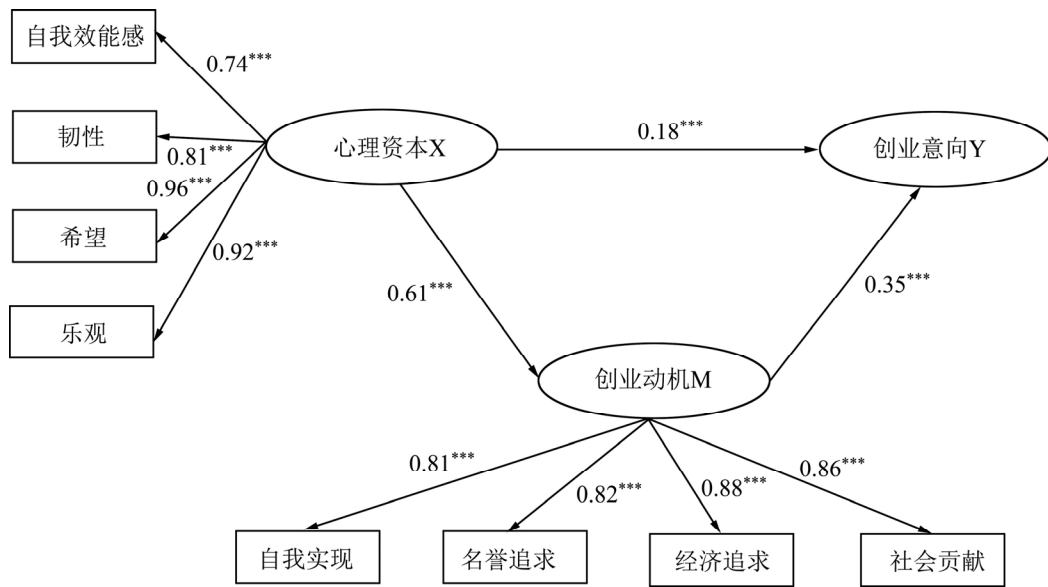 自我效能感
0.74***
韧性
0.81***
心理资本X
0.18***
创业意向Y
0.96***
希望
0.92***
0.61***
0.35***
乐观
创业动机M
0.81***
0.82***
0.88***
0.86***
自我实现
名誉追求
经济追求
社会贡献